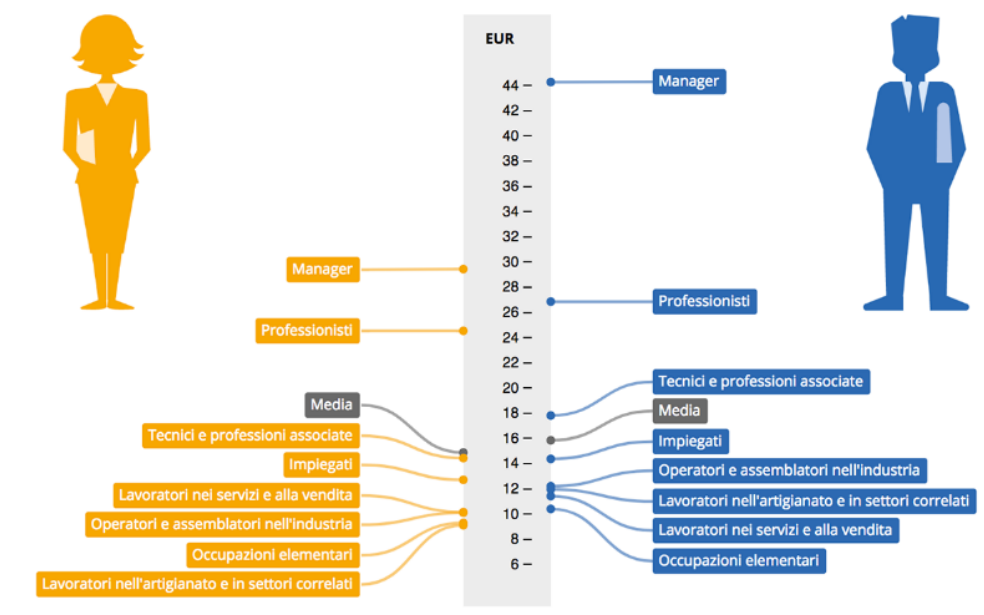 EUR
44
42
40
38
36
34
32
30
28
26
24
22
20
18
16
14
12
10
8
6
Manager
Professionisti
Media
Tecnici e professioni associate
Impiegati
Lavoratori nei servizi e alla vendita
Operatori e assemblatori nell'industria
Occupazioni elementari
Lavoratori nell'artigianato e in settori correlati
Manager
Professionisti
Tecnici e professioni associate
Media
Impiegati
Operatori e assemblatori nell'industria
Lavoratori nell'artigianato e in settori correlati
Lavoratori nei servizi e alla vendita
Occupazioni elementari